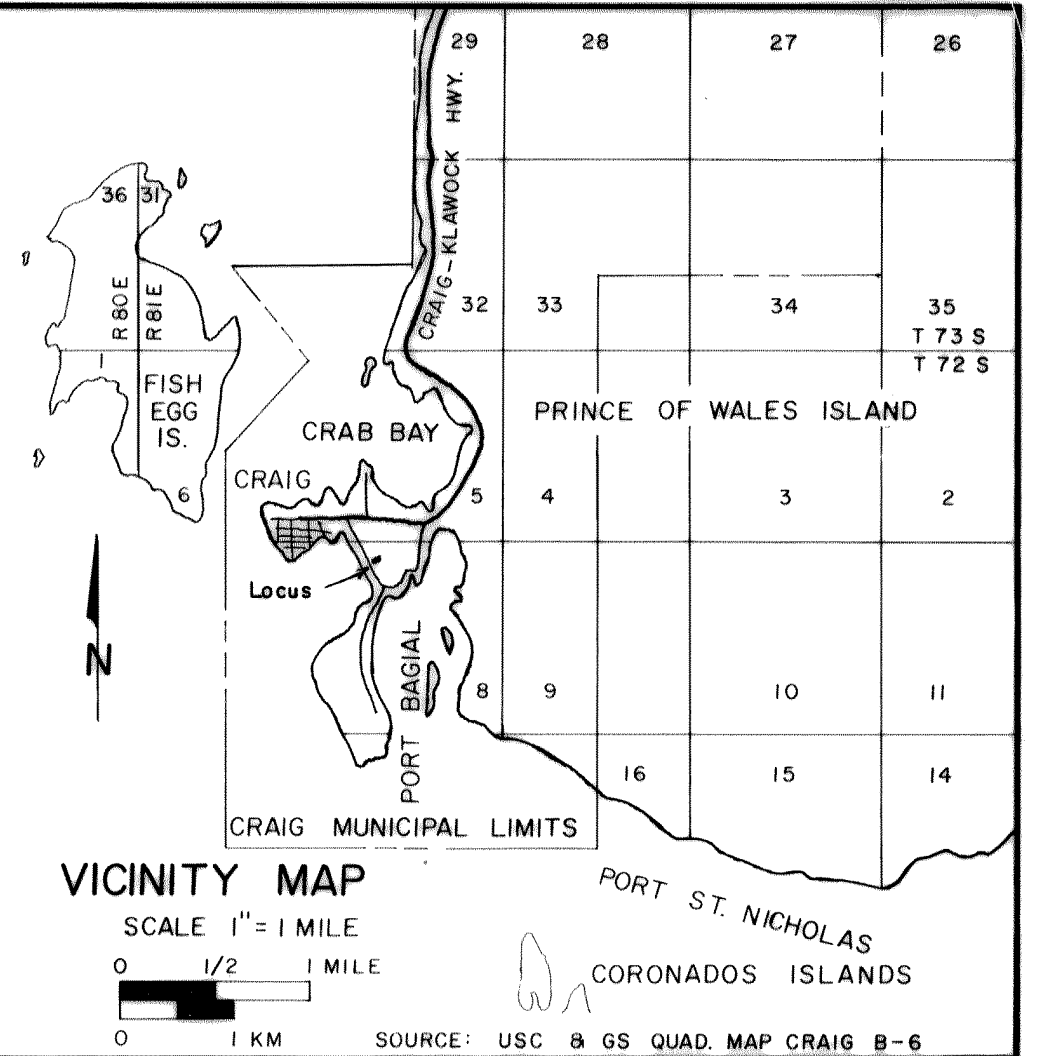 29 28 27 26
CRAIG-KLAWOCK HWY.
36 31
R 80 E
R 81 E
32 33 34 35
T 73 S
T 72 S
FISH
EGG
IS.
PRINCE OF WALES ISLAND
CRAB BAY
CRAIG
6
5 4 3 2
Locus
N
PORT BAGIAL
8 9 10 11
16 15 14
CRAIG MUNICIPAL LIMITS
VICINITY MAP
SCALE 1" = 1 MILE
0 1/2 1 MILE
0 1 KM
PORT ST. NICHOLAS
CORONADOS ISLANDS
SOURCE: USC & GS QUAD. MAP CRAIG B-6